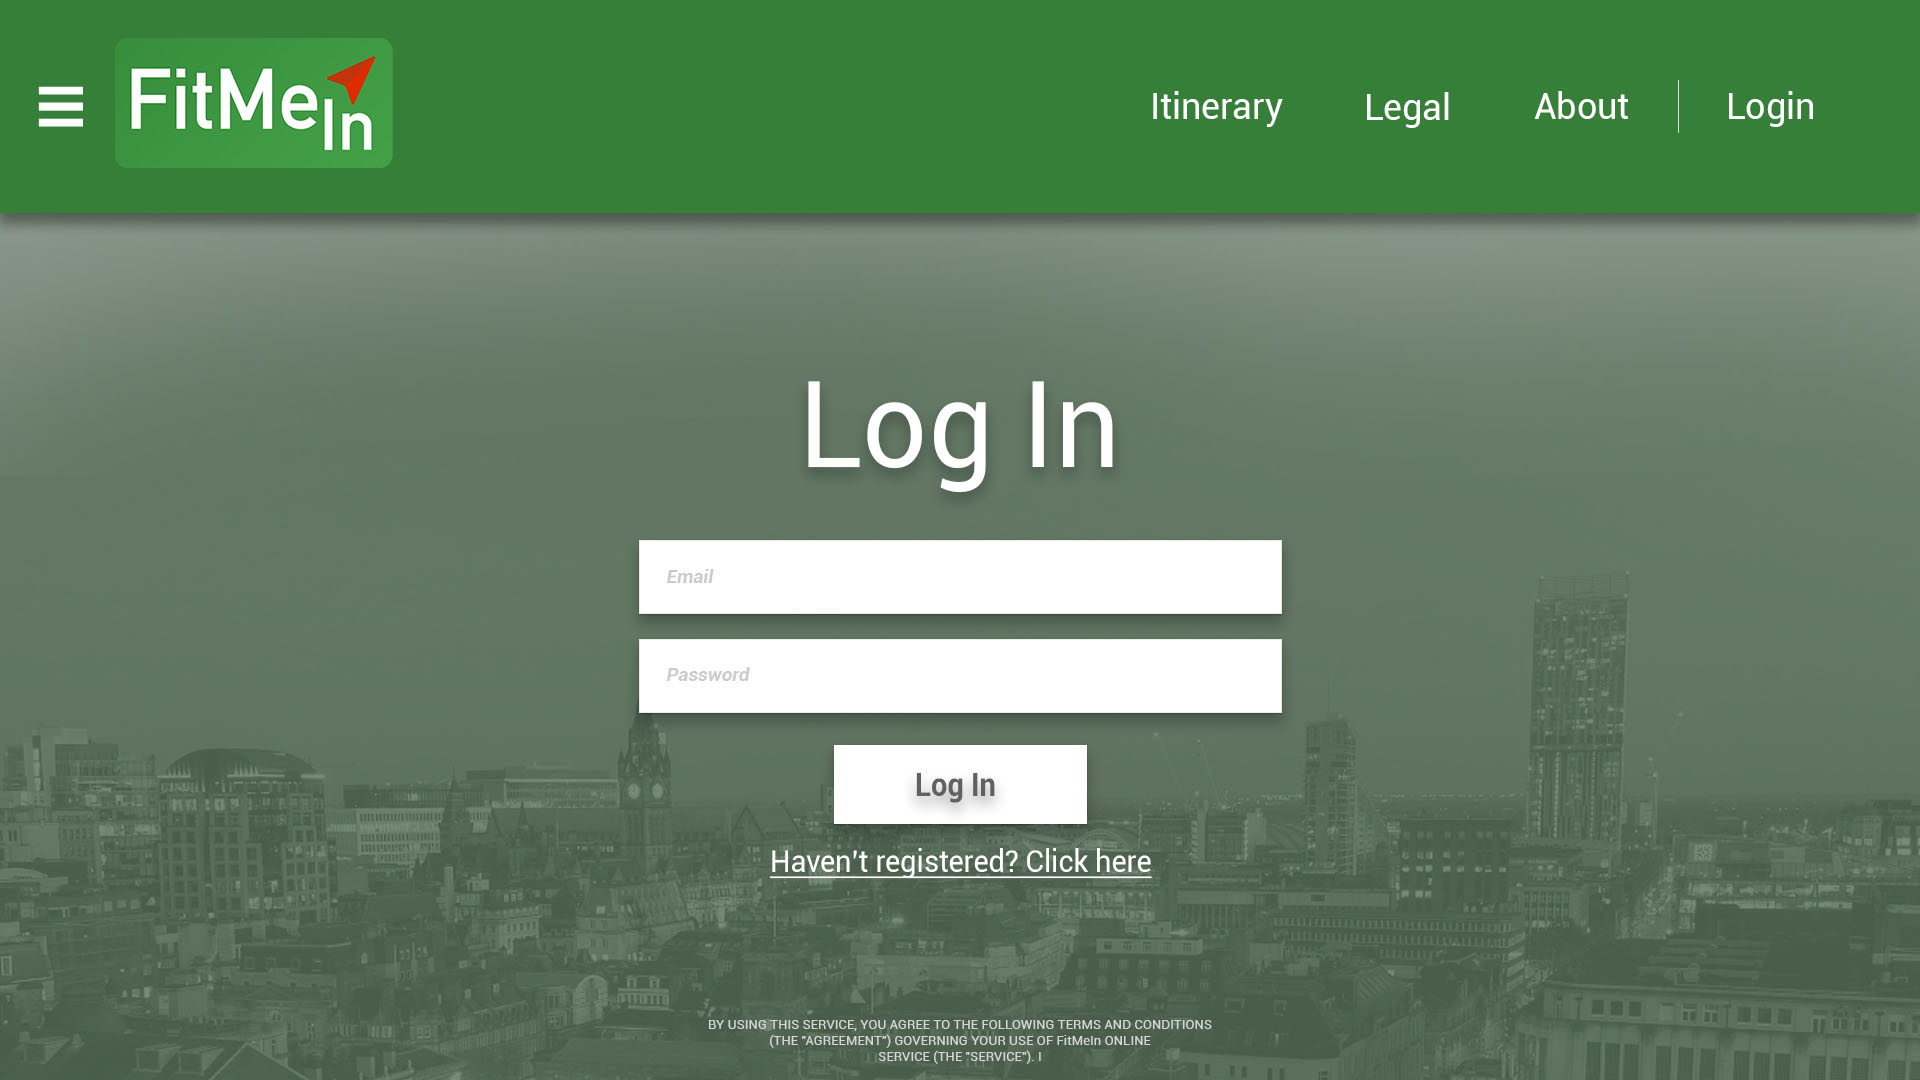 FitMeIn
Itinerary
Legal
About
Login
Log In
Email
Password
Log In
Haven't registered? Click here
BY USING THIS SERVICE, YOU AGREE TO THE FOLLOWING TERMS AND CONDITIONS
(THE "AGREEMENT") GOVERNING YOUR USE OF FitMeIn ONLINE
SERVICE (THE "SERVICE"). I